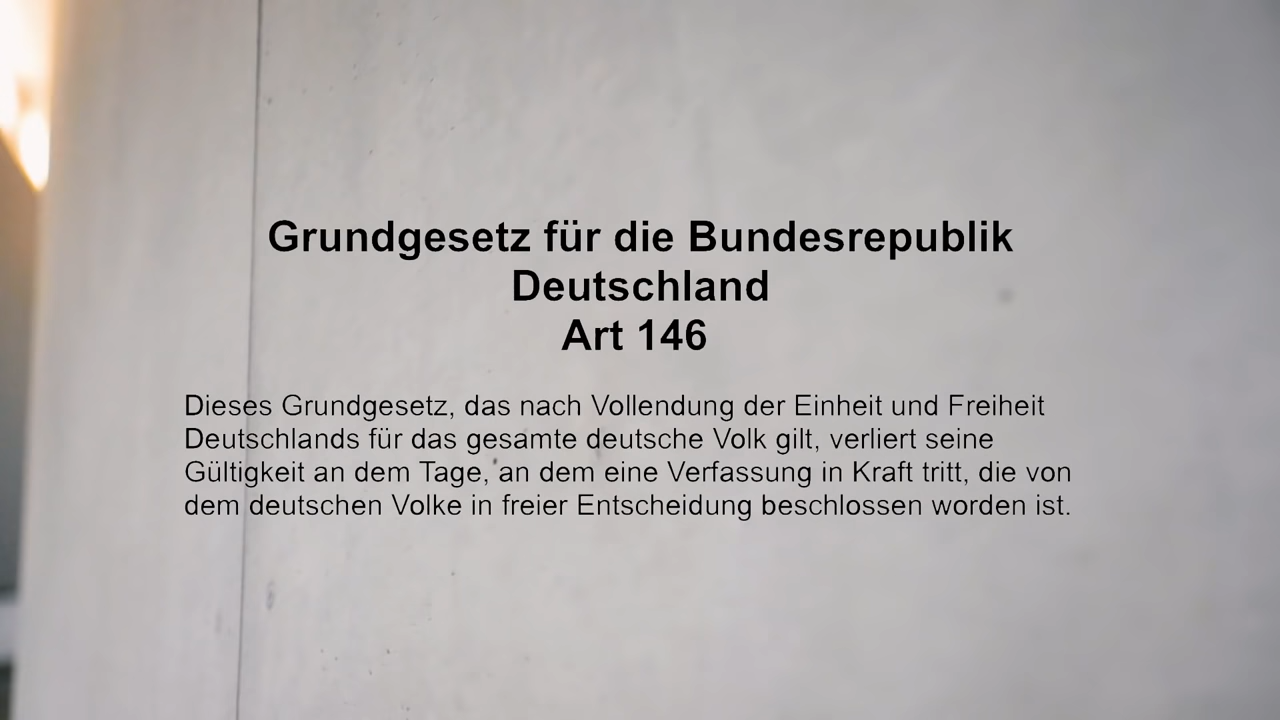 Grundgesetz für die Bundesrepublik
Deutschland
Art 146
Dieses Grundgesetz, das nach Vollendung der Einheit und Freiheit
Deutschlands für das gesamte deutsche Volk gilt, verliert seine
Gültigkeit an dem Tage, an dem eine Verfassung in Kraft tritt, die von
dem deutschen Volke in freier Entscheidung beschlossen worden ist.